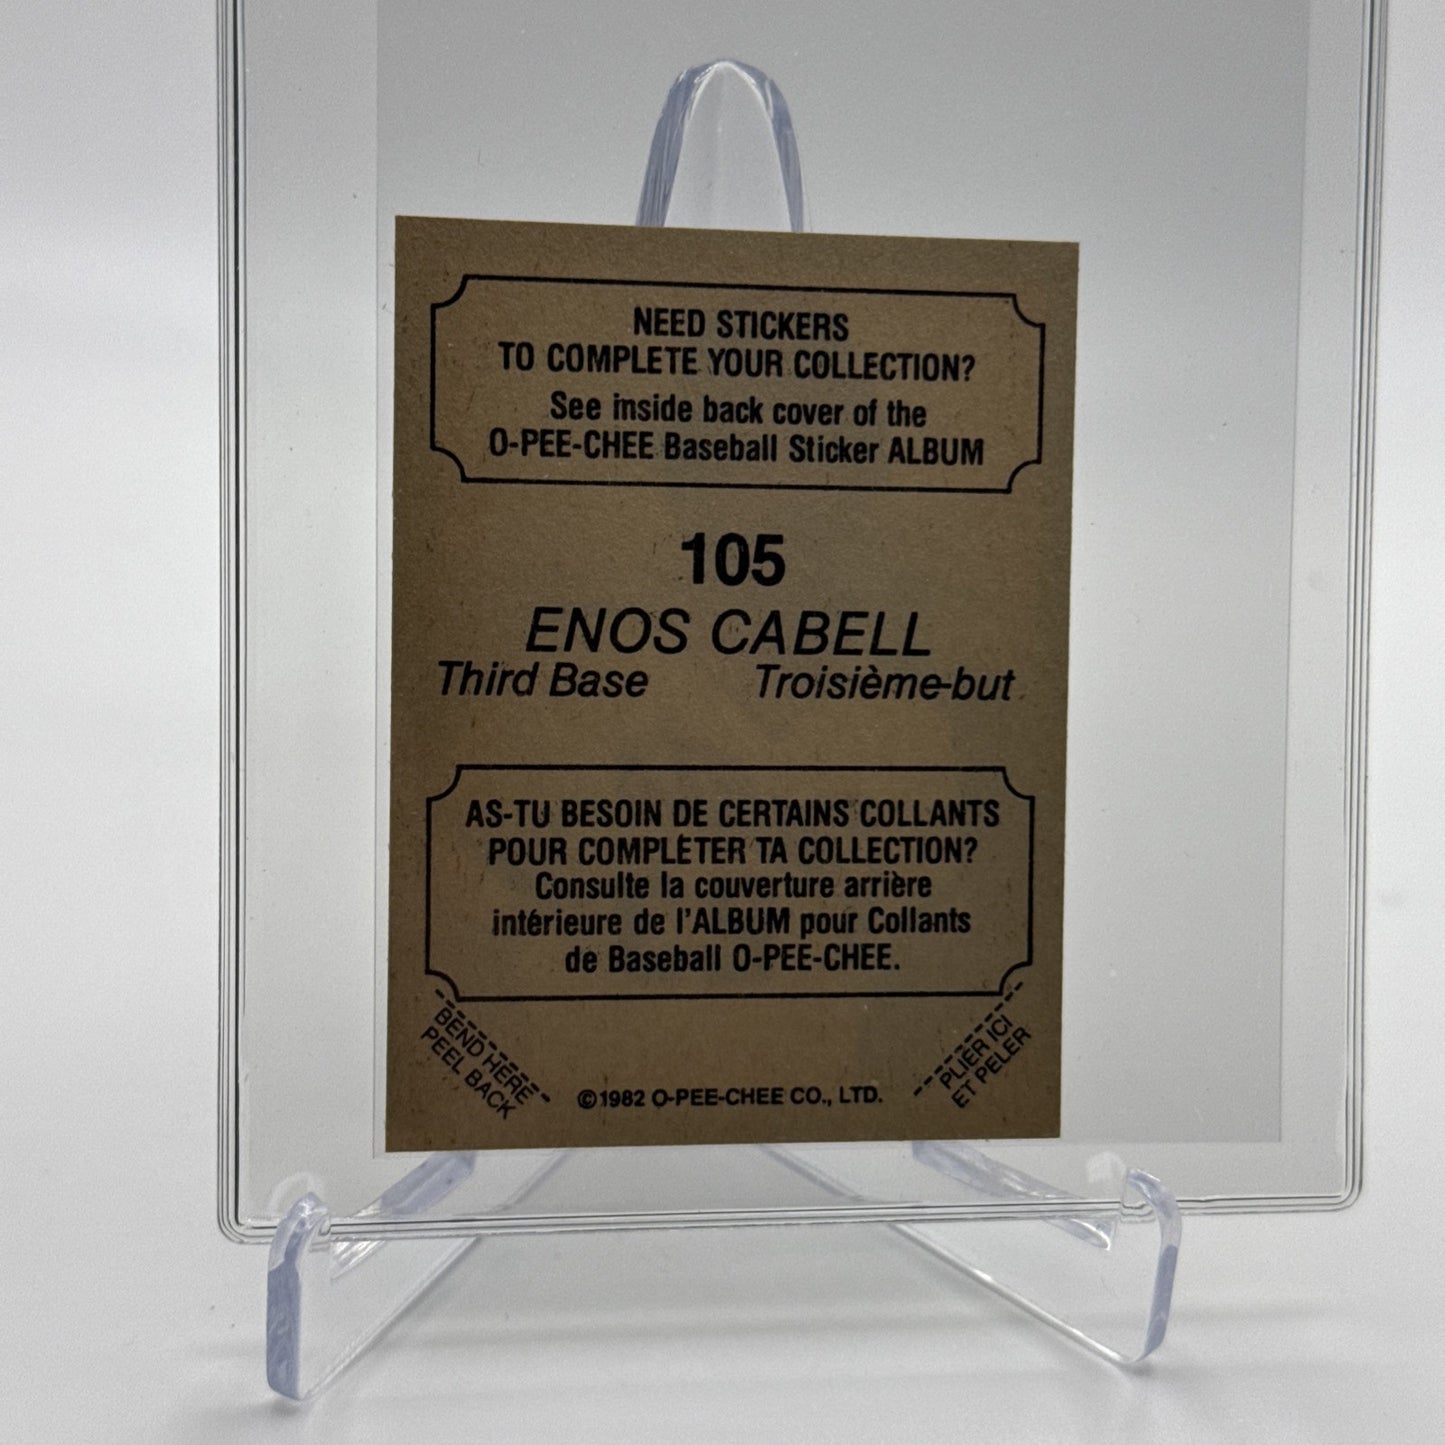 NEED STICKERS
TO COMPLETE YOUR COLLECTION?
See inside back cover of the
O-PEE-CHEE Baseball Sticker ALBUM
105
ENOS CABELL
Third Base Troisième-but
AS-TU BESOIN DE CERTAINS COLLANTS
POUR COMPLÉTER TA COLLECTION?
Consulte la couverture arrière
intérieure de l'ALBUM pour Collants
de Baseball O-PEE-CHEE.
BEND HERE
PEEL BACK
©1982 O-PEE-CHEE CO., LTD.
PLIER ICI
ET PELER